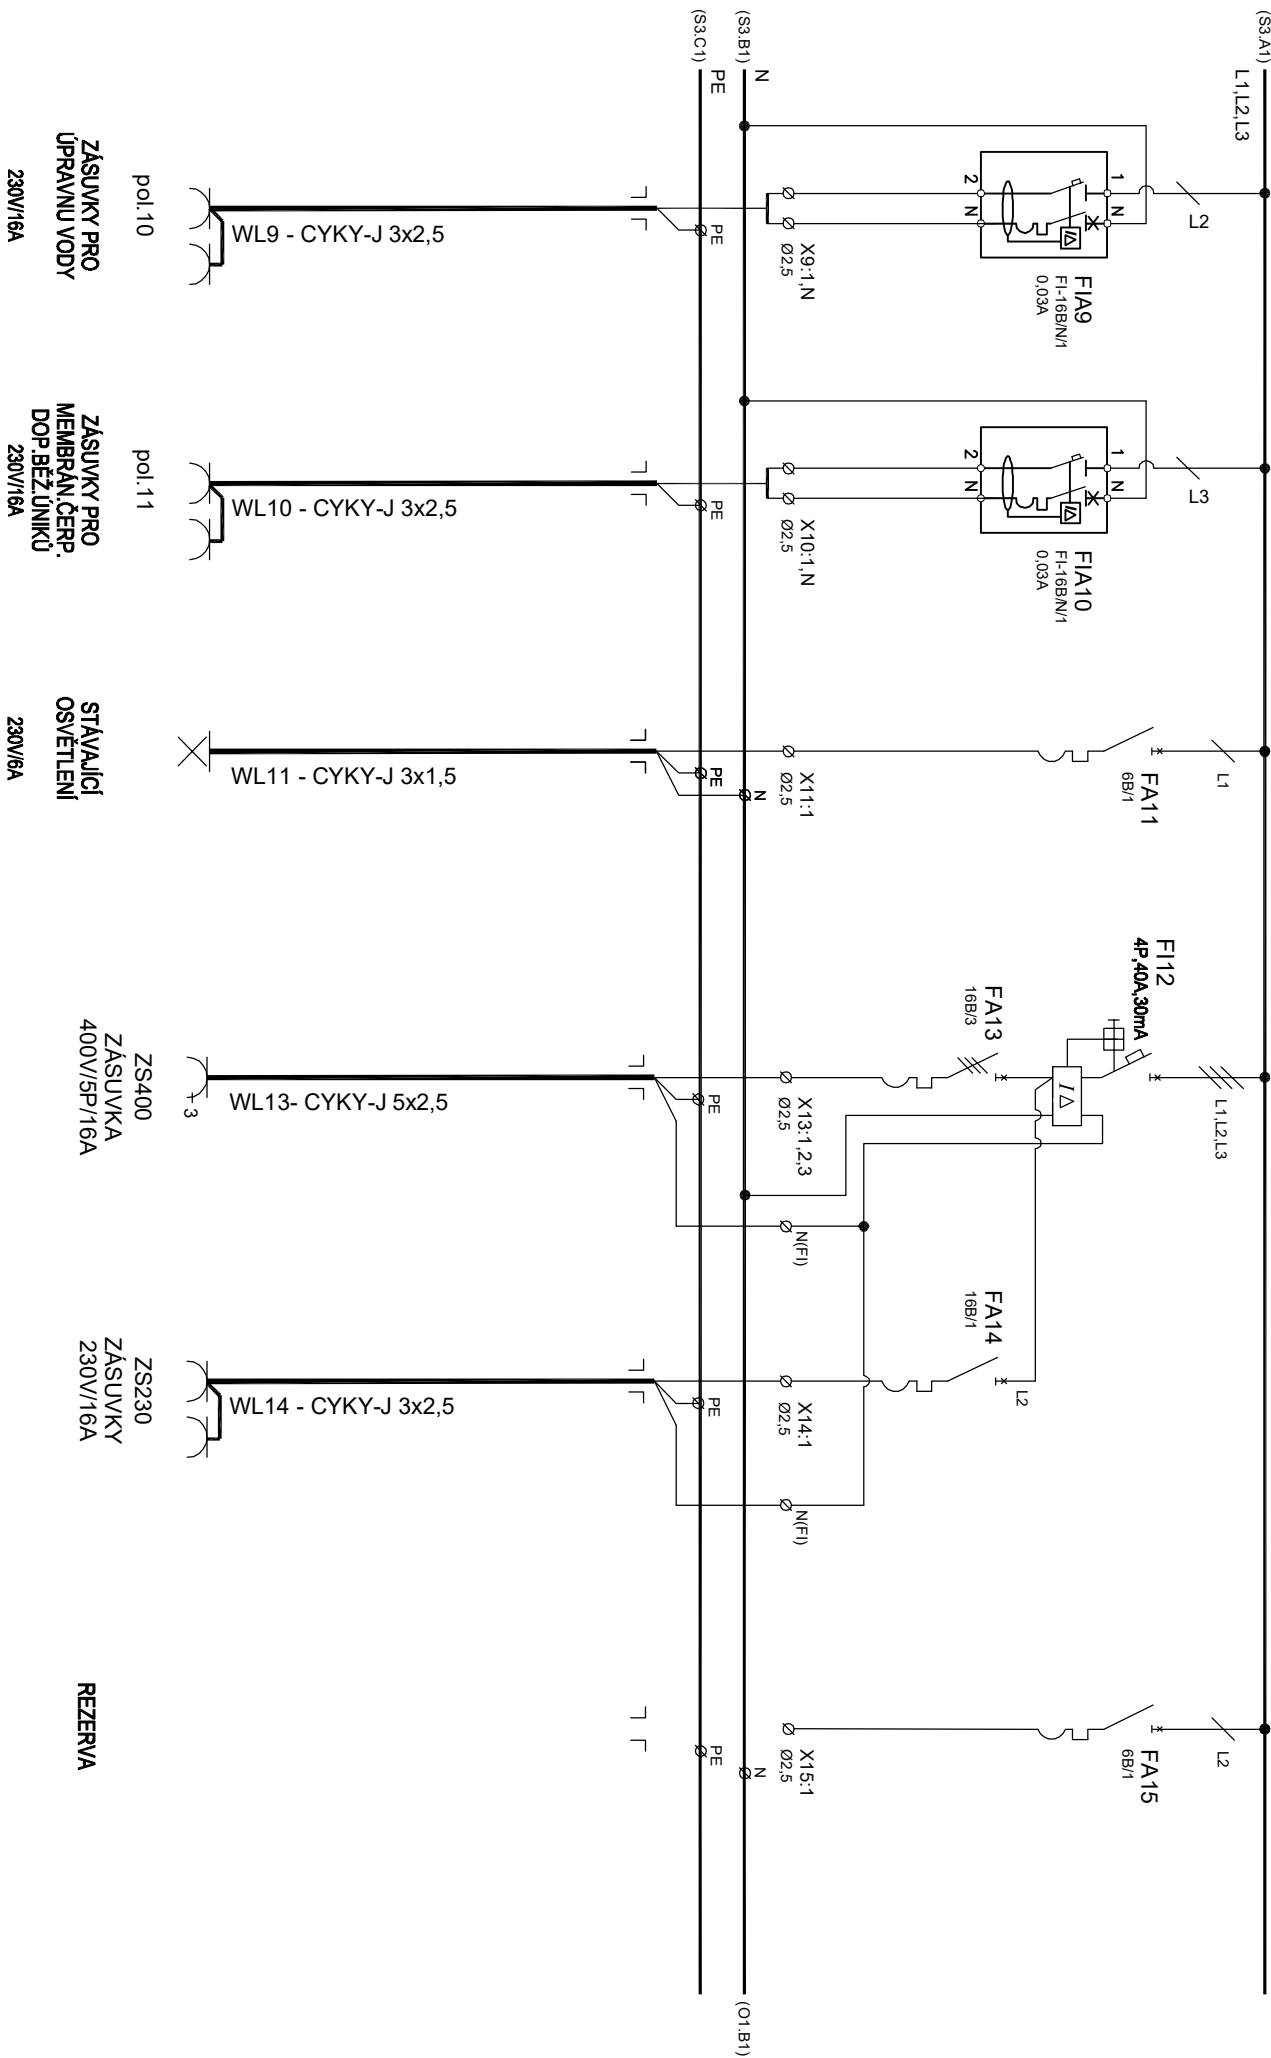 (S3.A1)
L1,L2,L3
(S3.B1)
N
(S3.C1)
PE
L2
1
N
2
N
I∆
FIA9
FI-16B/N/1
0,03A
X9:1,N
Ø2,5
PE
WL9 - CYKY-J 3x2,5
pol.10
ZÁSUVKY PRO
ÚPRAVNU VODY
230V/16A
L3
1
N
2
N
I∆
FIA10
FI-16B/N/1
0,03A
X10:1,N
Ø2,5
PE
WL10 - CYKY-J 3x2,5
pol.11
ZÁSUVKY PRO
MEMBRÁN.ČERP.
DOP.BĚŽ.ÚNIKŮ
230V/16A
L1
FA11
6B/1
X11:1
Ø2,5
N
PE
WL11 - CYKY-J 3x1,5
STÁVAJÍCÍ
OSVĚTLENÍ
230V/6A
L1,L2,L3
FI12
4P,40A,30mA
I∆
FA13
16B/3
X13:1,2,3
Ø2,5
N(FI)
PE
WL13- CYKY-J 5x2,5
3
ZS400
ZÁSUVKA
400V/5P/16A
L2
FA14
16B/1
X14:1
Ø2,5
N(FI)
PE
WL14 - CYKY-J 3x2,5
ZS230
ZÁSUVKY
230V/16A
L2
FA15
6B/1
X15:1
Ø2,5
N
PE
REZERVA
(O1.B1)